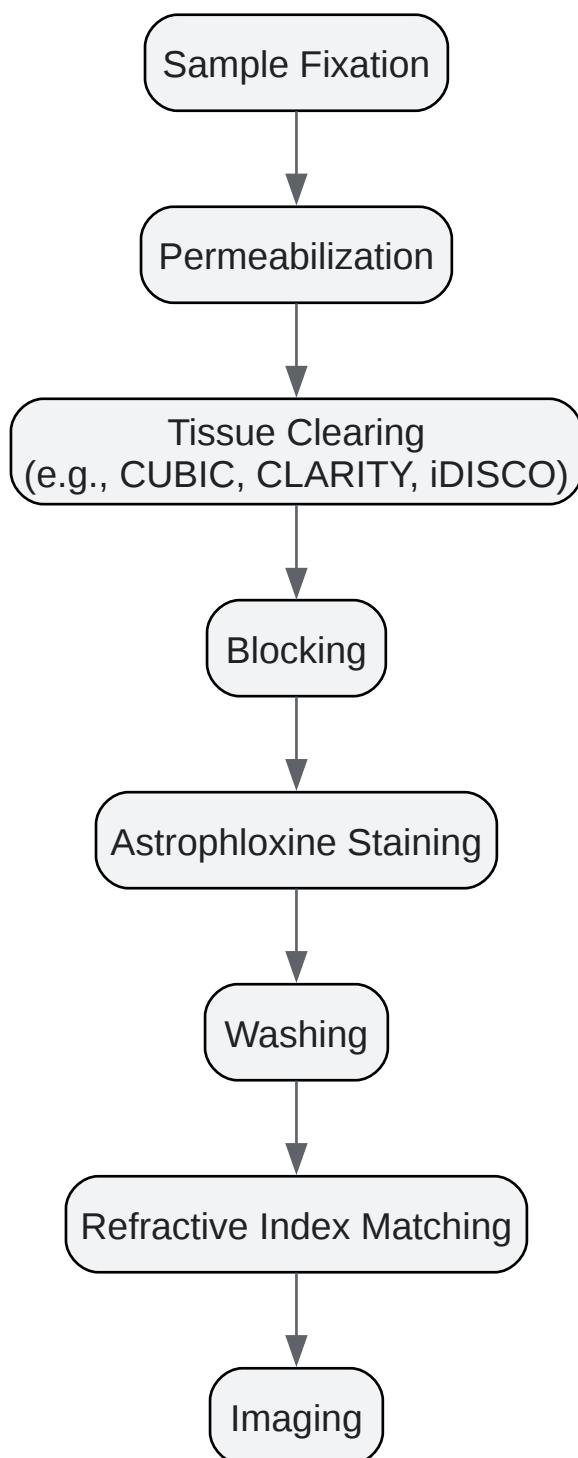 Sample Fixation
Permeabilization
Tissue Clearing
(e.g., CUBIC, CLARITY, iDISCO)
Blocking
Astrophloxine Staining
Washing
Refractive Index Matching
Imaging